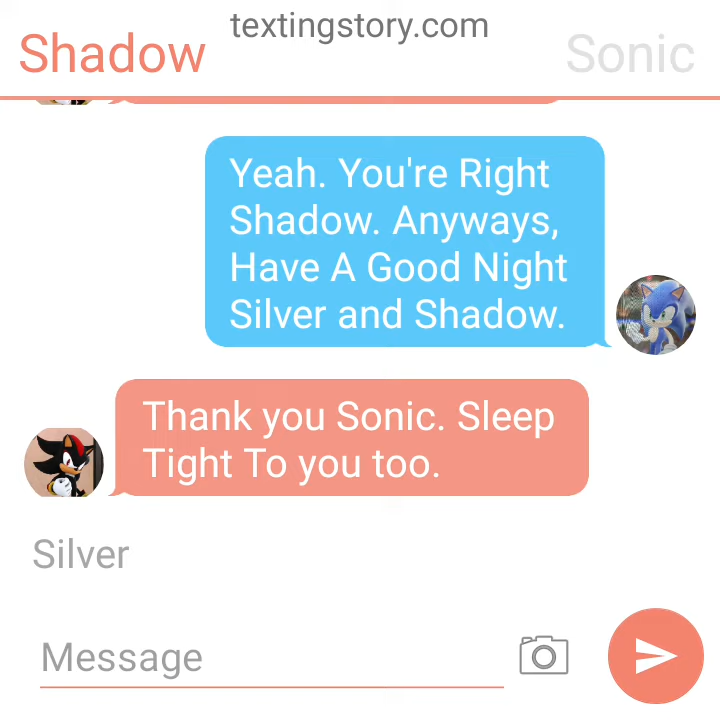 textingstory.com
Shadow
Sonic
Yeah. You're Right
Shadow. Anyways,
Have A Good Night
Silver and Shadow.
Thank you Sonic. Sleep
Tight To you too.
Silver
Message